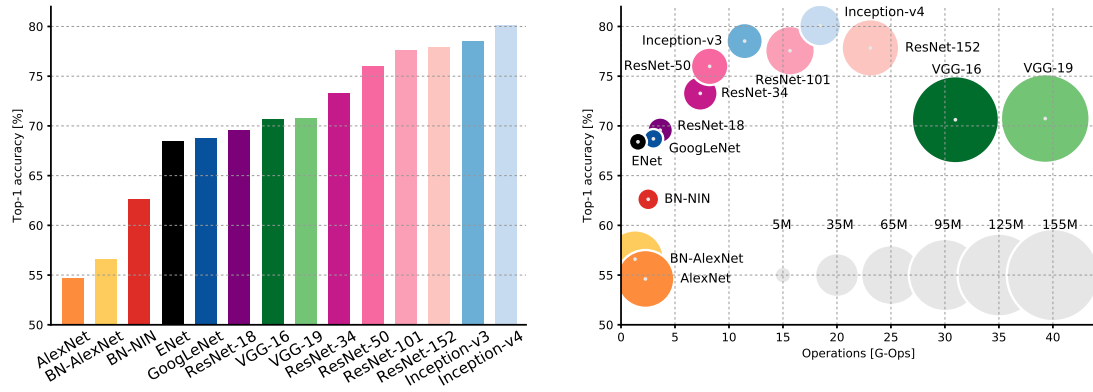 80
75
70
65
60
55
50
Top-1 accuracy [%]
AlexNet
BN-AlexNet
BN-NIN
ENet
GoogLeNet
ResNet-18
VGG-16
VGG-19
ResNet-34
ResNet-50
ResNet-101
ResNet-152
Inception-v3
Inception-v4
80
75
70
65
60
55
50
Top-1 accuracy [%]
Inception-v4
Inception-v3
ResNet-152
ResNet-50
VGG-16
VGG-19
ResNet-101
ResNet-34
ResNet-18
GoogLeNet
ENet
BN-NIN
5M 35M 65M 95M 125M 155M
BN-AlexNet
AlexNet
0 5 10 15 20 25 30 35 40
Operations [G-Ops]